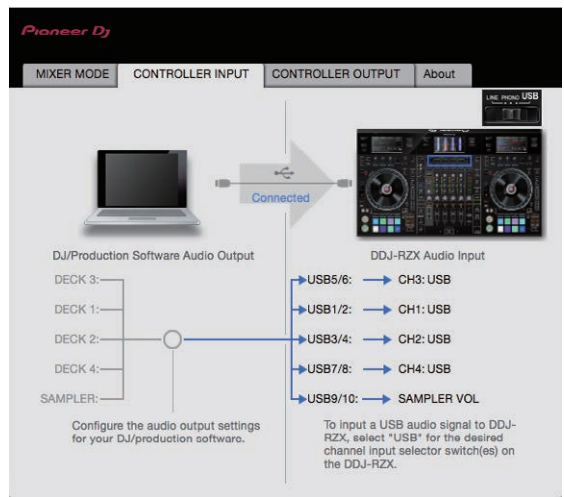 Pioneer Dj
MIXER MODE
CONTROLLER INPUT
CONTROLLER OUTPUT
About
LINE PHONO USB
Connected
DJ/Production Software Audio Output
DDJ-RZX Audio Input
DECK 3:
USB5/6:
CH3: USB
DECK 1:
USB1/2:
CH1: USB
DECK 2:
USB3/4:
CH2: USB
DECK 4:
USB7/8:
CH4: USB
SAMPLER:
USB9/10:
SAMPLER VOL
Configure the audio output settings
for your DJ/production software.
To input a USB audio signal to DDJ-
RZX, select "USB" for the desired
channel input selector switch(es) on
the DDJ-RZX.